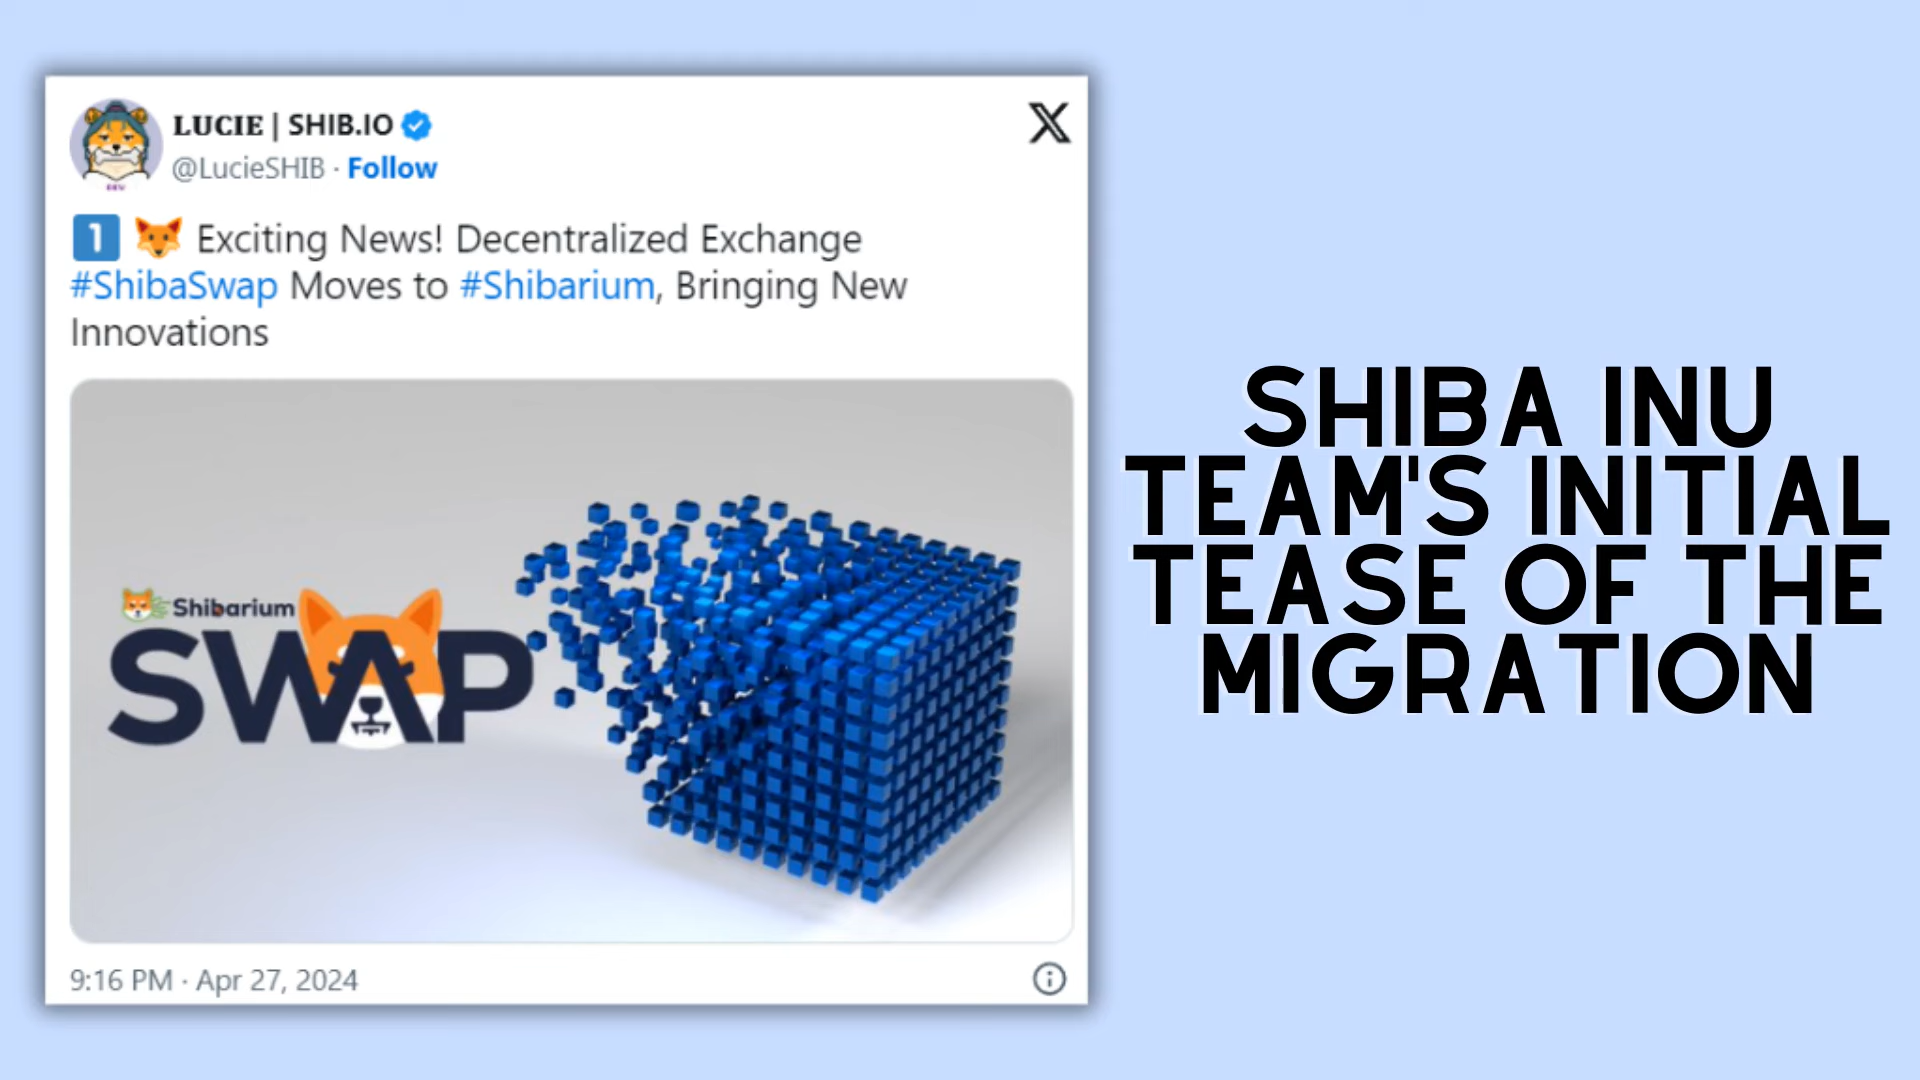 LUCIE | SHIB.IO
@LucieSHIB · Follow
1 🦊 Exciting News! Decentralized Exchange
#ShibaSwap Moves to #Shibarium, Bringing New
Innovations
Shibarium
SWAP
9:16 PM · Apr 27, 2024
SHIBA INU
TEAM'S INITIAL
TEASE OF THE
MIGRATION